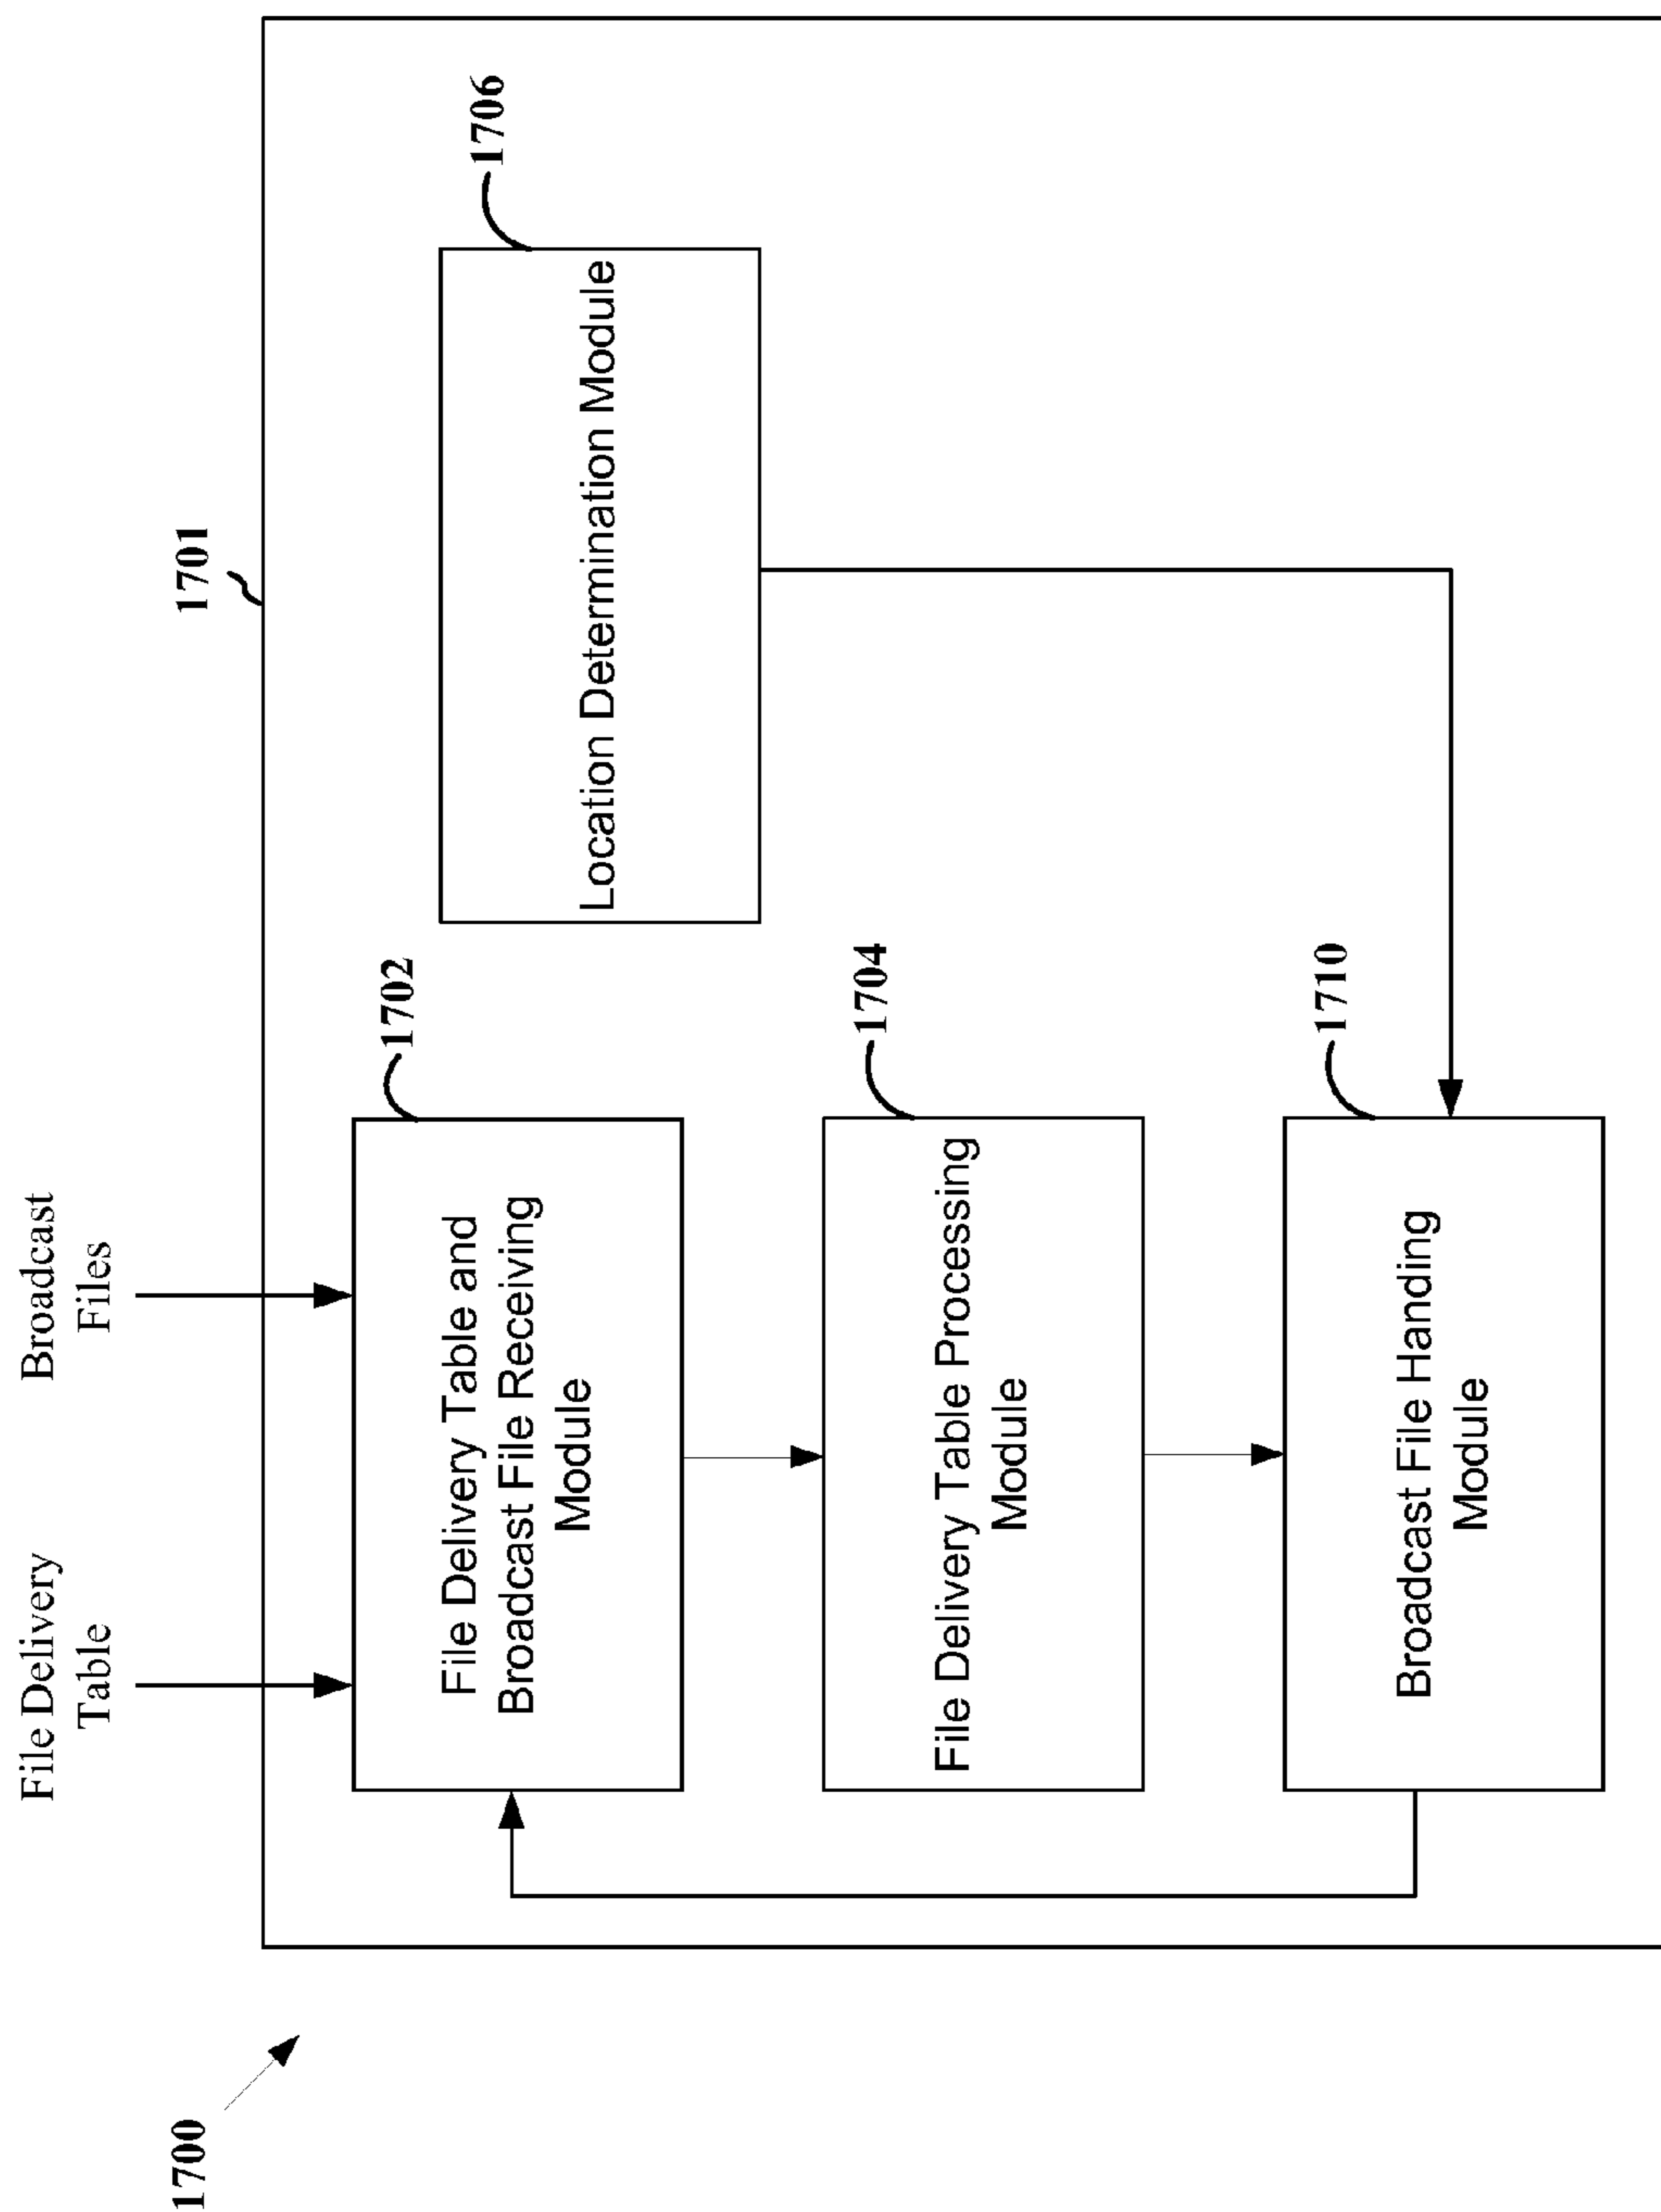 1700
File Delivery
Table
Broadcast
Files
1701
1702
File Delivery Table and
Broadcast File Receiving
Module
1706
Location Determination Module
1704
File Delivery Table Processing
Module
1710
Broadcast File Handing
Module